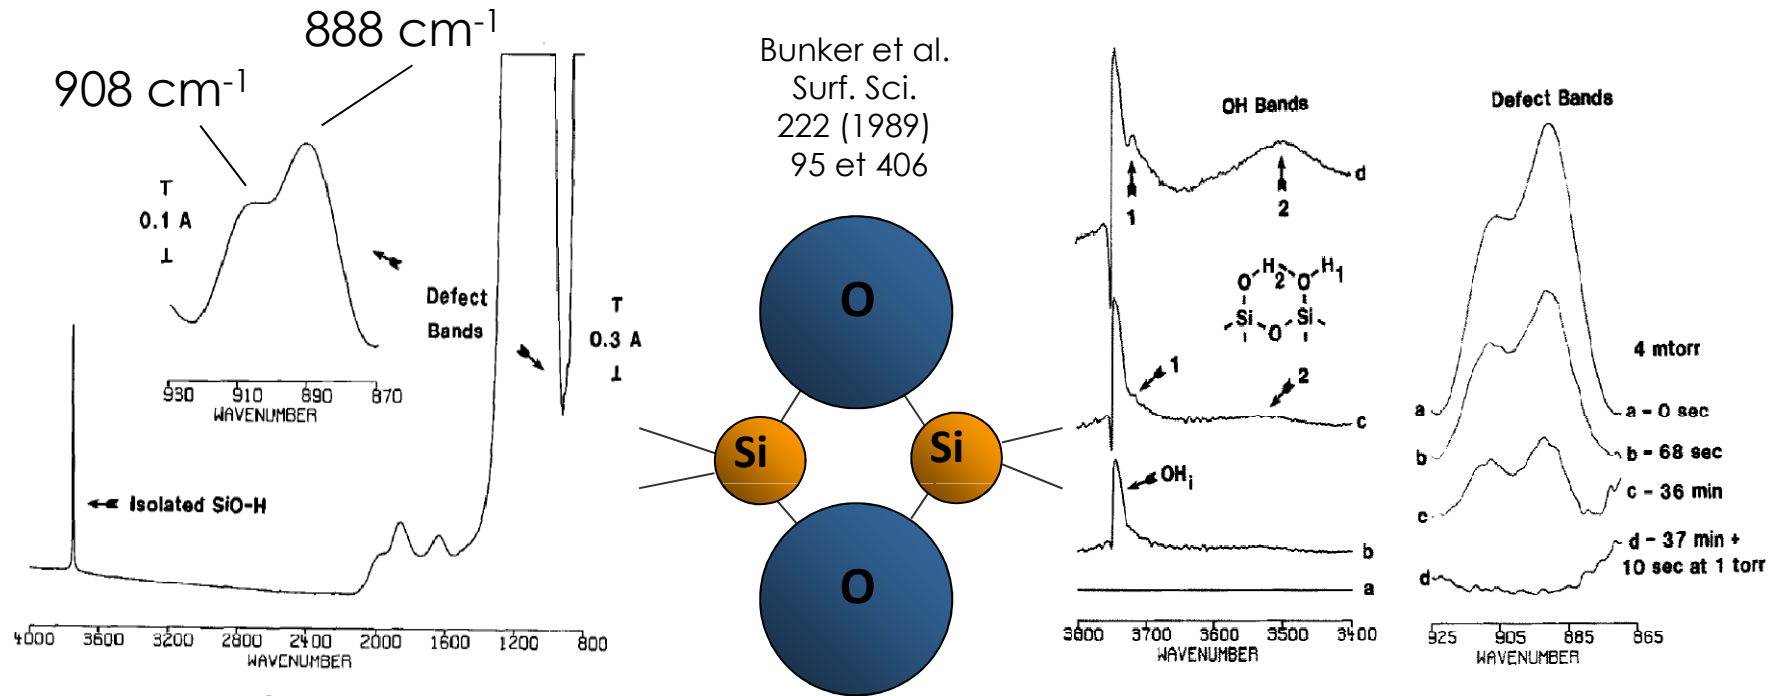 888 cm-1
908 cm-1
T
0.1 A
⊥
Defect
Bands
T
0.3 A
⊥
930 910 890 870
WAVENUMBER
Isolated SiO-H
4000 3600 3200 2800 2400 2000 1600 1200 800
WAVENUMBER
Bunker et al.
Surf. Sci.
222 (1989)
95 et 406
O
Si
Si
O
OH Bands
d
1
2
O H2 O H1
Si O Si
1
2
c
OHi
b
a
3800 3700 3600 3500 3400
WAVENUMBER
Defect Bands
4 mtorr
a
a - 0 sec
b
b - 68 sec
c
c - 36 min
d
d - 37 min +
10 sec at 1 torr
925 905 885 865
WAVENUMBER